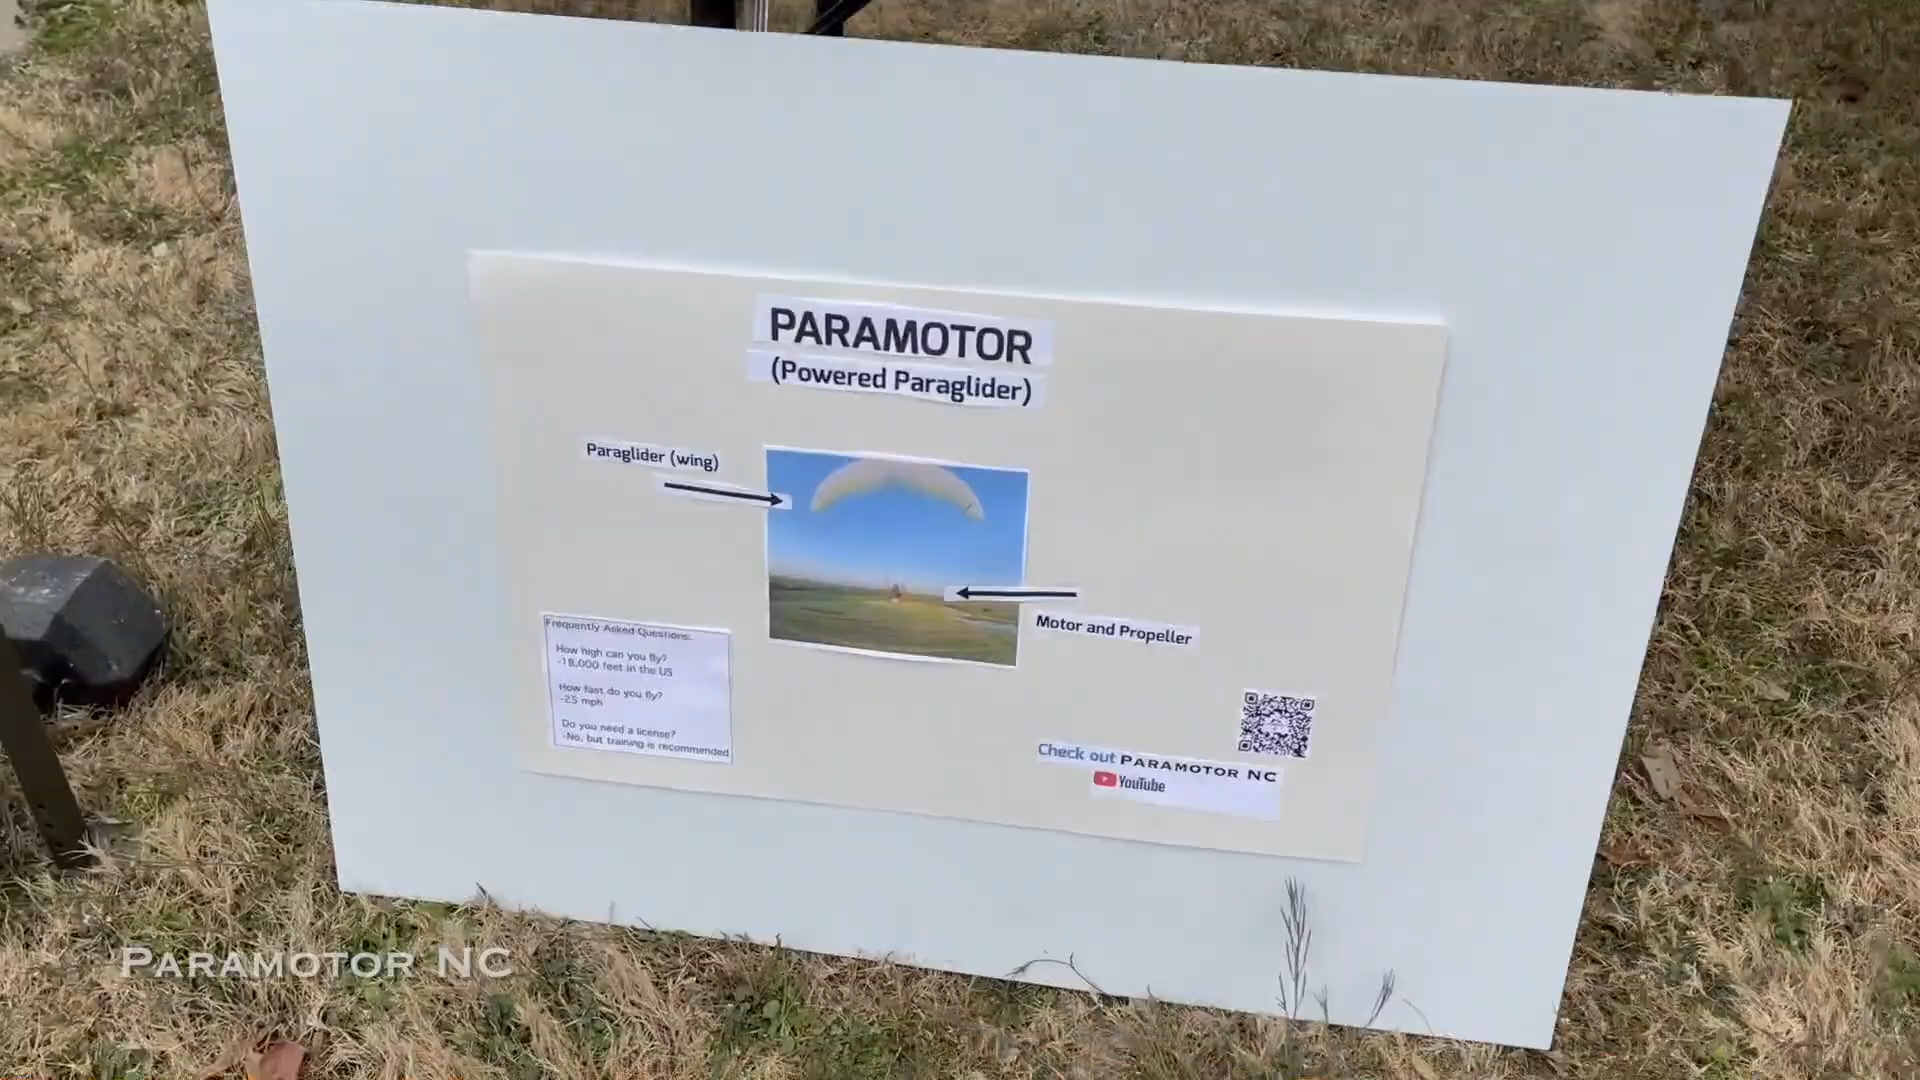 PARAMOTOR
(Powered Paraglider)
Paraglider (wing)
Motor and Propeller
Frequently Asked Questions:
How high can you fly?
-18,000 feet in the US
How fast do you fly?
-25 mph
Do you need a license?
-No, but training is recommended
Check out PARAMOTOR NC
YouTube
PARAMOTOR NC